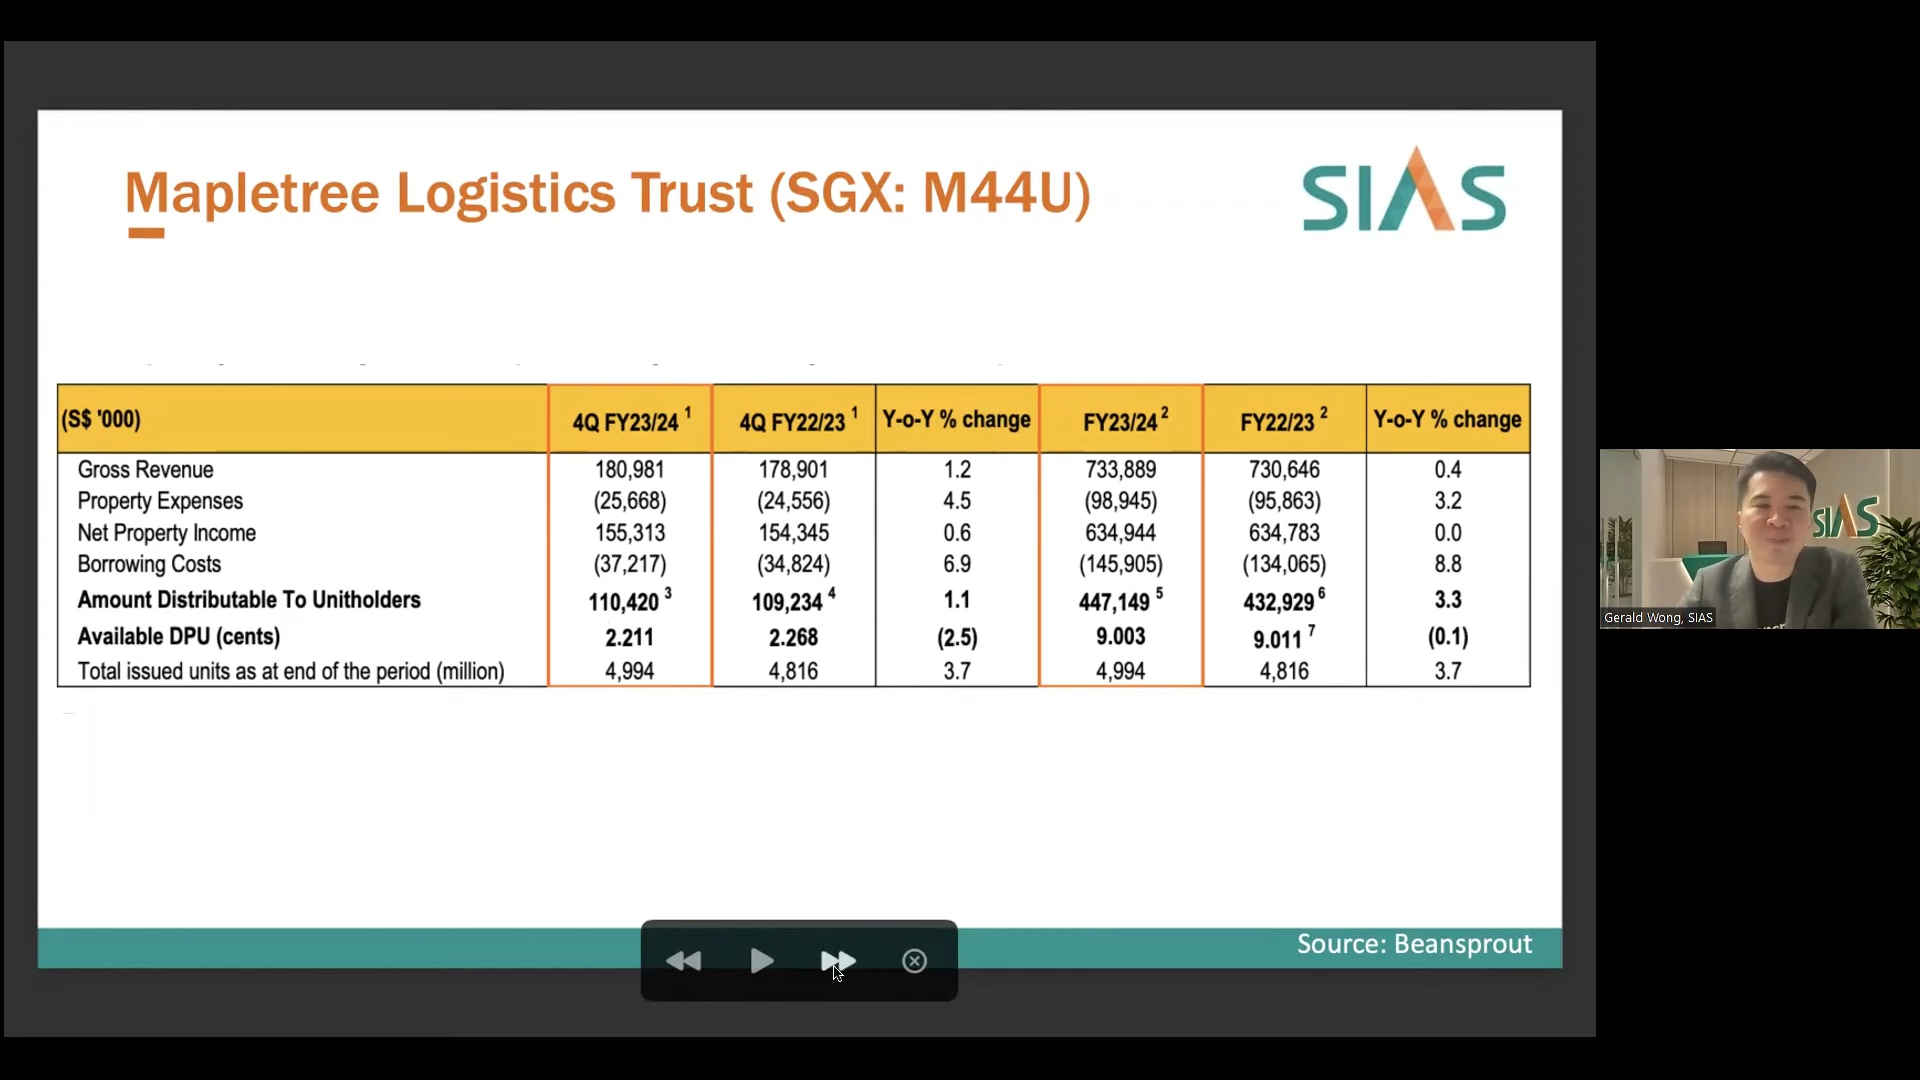 Mapletree Logistics Trust (SGX: M44U)
SIAS
(S$ '000) 4Q FY23/24 1 4Q FY22/23 1 Y-o-Y % change FY23/24 2 FY22/23 2 Y-o-Y % change
Gross Revenue 180,981 178,901 1.2 733,889 730,646 0.4
Property Expenses (25,668) (24,556) 4.5 (98,945) (95,863) 3.2
Net Property Income 155,313 154,345 0.6 634,944 634,783 0.0
Borrowing Costs (37,217) (34,824) 6.9 (145,905) (134,065) 8.8
Amount Distributable To Unitholders 110,420 3 109,234 4 1.1 447,149 5 432,929 6 3.3
Available DPU (cents) 2.211 2.268 (2.5) 9.003 9.011 7 (0.1)
Total issued units as at end of the period (million) 4,994 4,816 3.7 4,994 4,816 3.7
Source: Beansprout
SIAS
Gerald Wong, SIAS